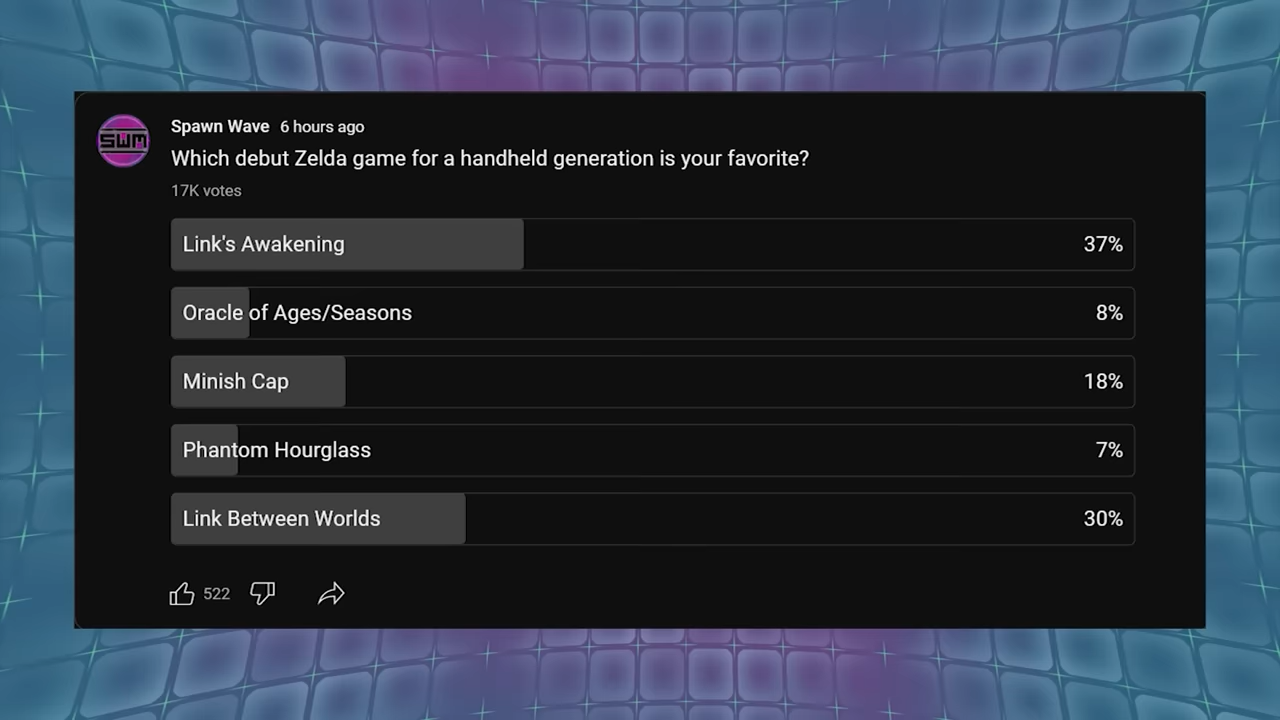 SWM
Spawn Wave 6 hours ago
Which debut Zelda game for a handheld generation is your favorite?
17K votes
Link's Awakening 37%
Oracle of Ages/Seasons 8%
Minish Cap 18%
Phantom Hourglass 7%
Link Between Worlds 30%
522